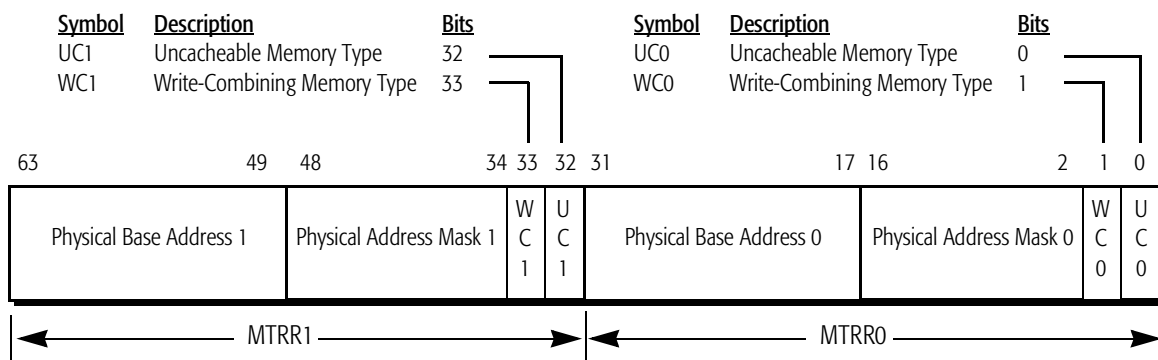 Symbol Description Bits Symbol Description Bits
UC1 Uncacheable Memory Type 32 UC0 Uncacheable Memory Type 0
WC1 Write-Combining Memory Type 33 WC0 Write-Combining Memory Type 1
63 49 48 34 33 32 31 17 16 2 1 0
Physical Base Address 1 Physical Address Mask 1 W C 1 U C 1 Physical Base Address 0 Physical Address Mask 0 W C 0 U C 0
MTRR1 MTRR0